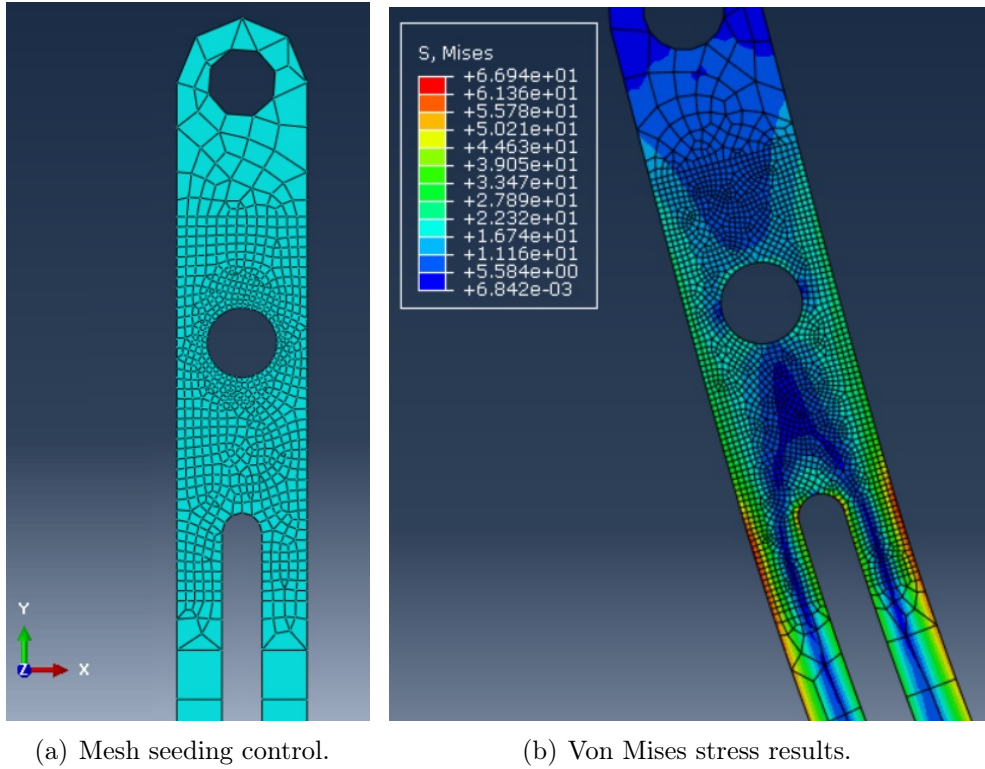 S, Mises
+6.694e+01
+6.136e+01
+5.578e+01
+5.021e+01
+4.463e+01
+3.905e+01
+3.347e+01
+2.789e+01
+2.232e+01
+1.674e+01
+1.116e+01
+5.584e+00
+6.842e-03
Y
Z
X
(a) Mesh seeding control.
(b) Von Mises stress results.